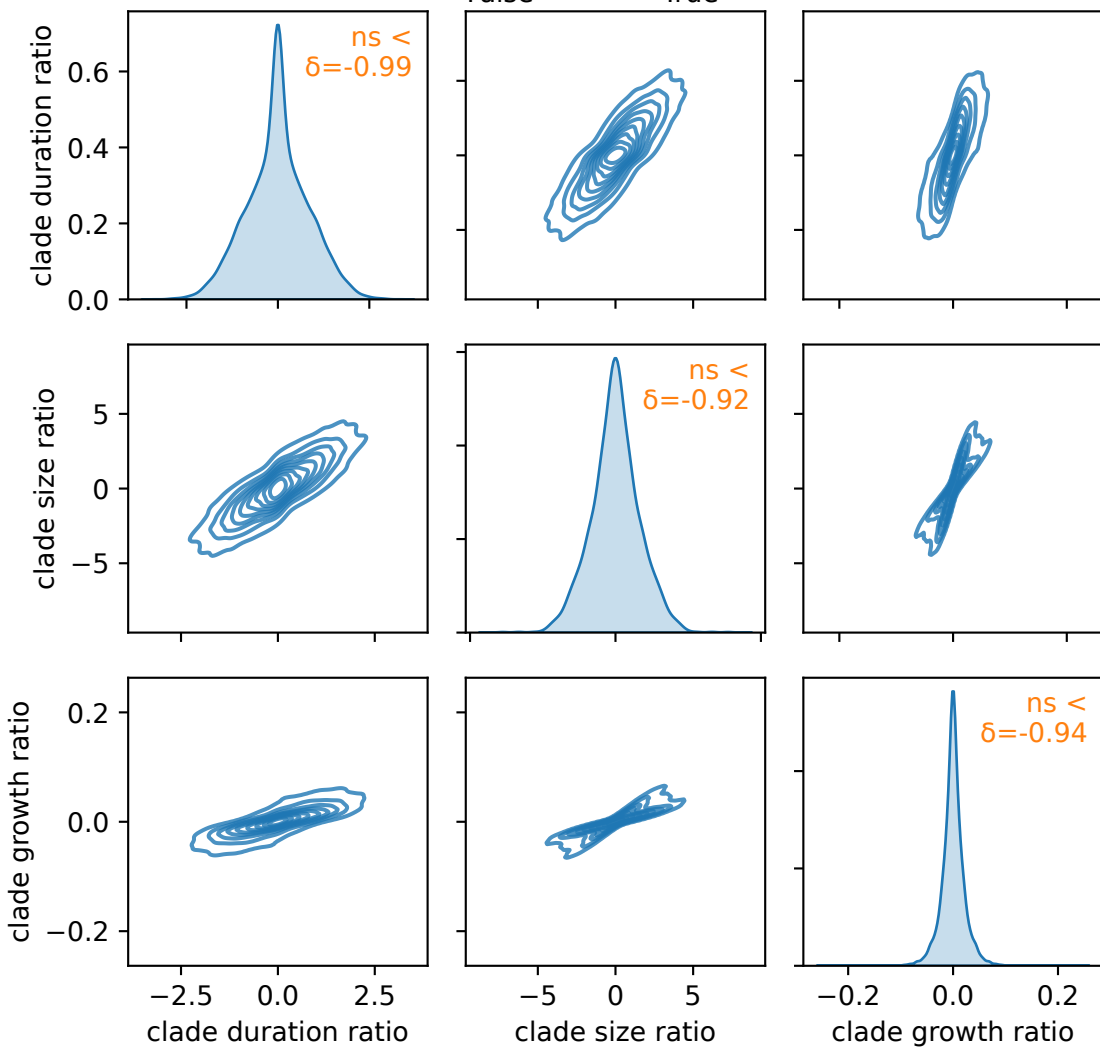 clade duration ratio
0.6
0.4
0.2
0.0
ns <
δ=-0.99
clade size ratio
5
0
−5
ns <
δ=-0.92
clade growth ratio
0.2
0.0
−0.2
ns <
δ=-0.94
−2.5 0.0 2.5
−5 0 5
−0.2 0.0 0.2
clade duration ratio
clade size ratio
clade growth ratio